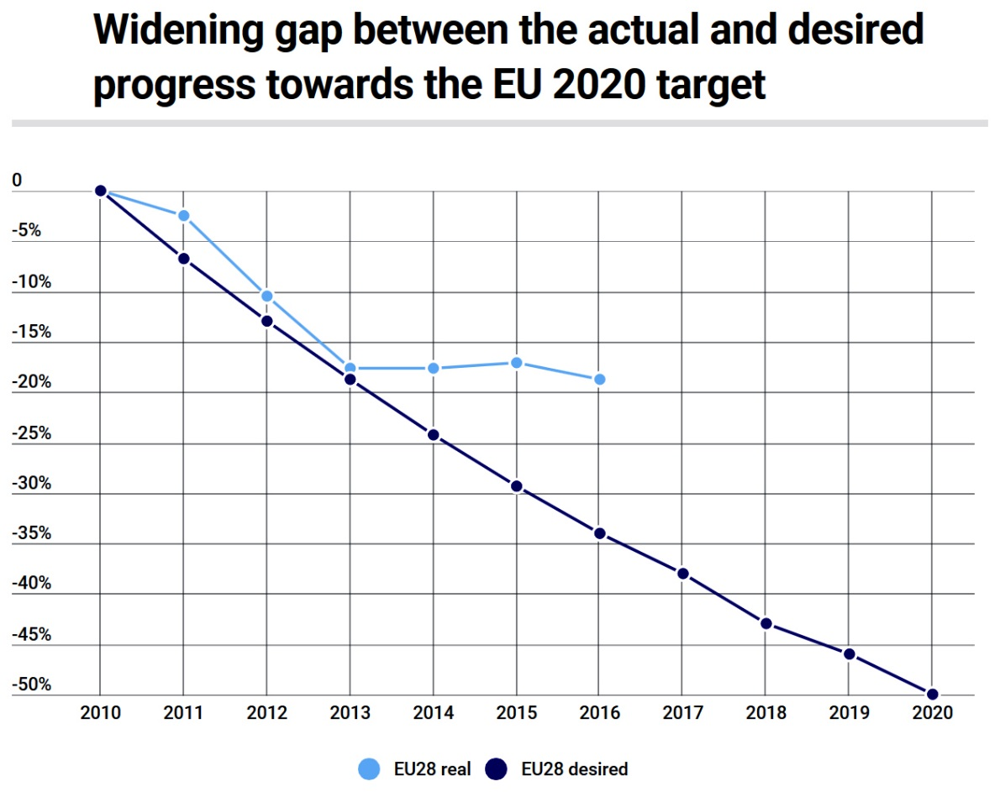 Widening gap between the actual and desired
progress towards the EU 2020 target
0
-5%
-10%
-15%
-20%
-25%
-30%
-35%
-40%
-45%
-50%
2010 2011 2012 2013 2014 2015 2016 2017 2018 2019 2020
EU28 real EU28 desired